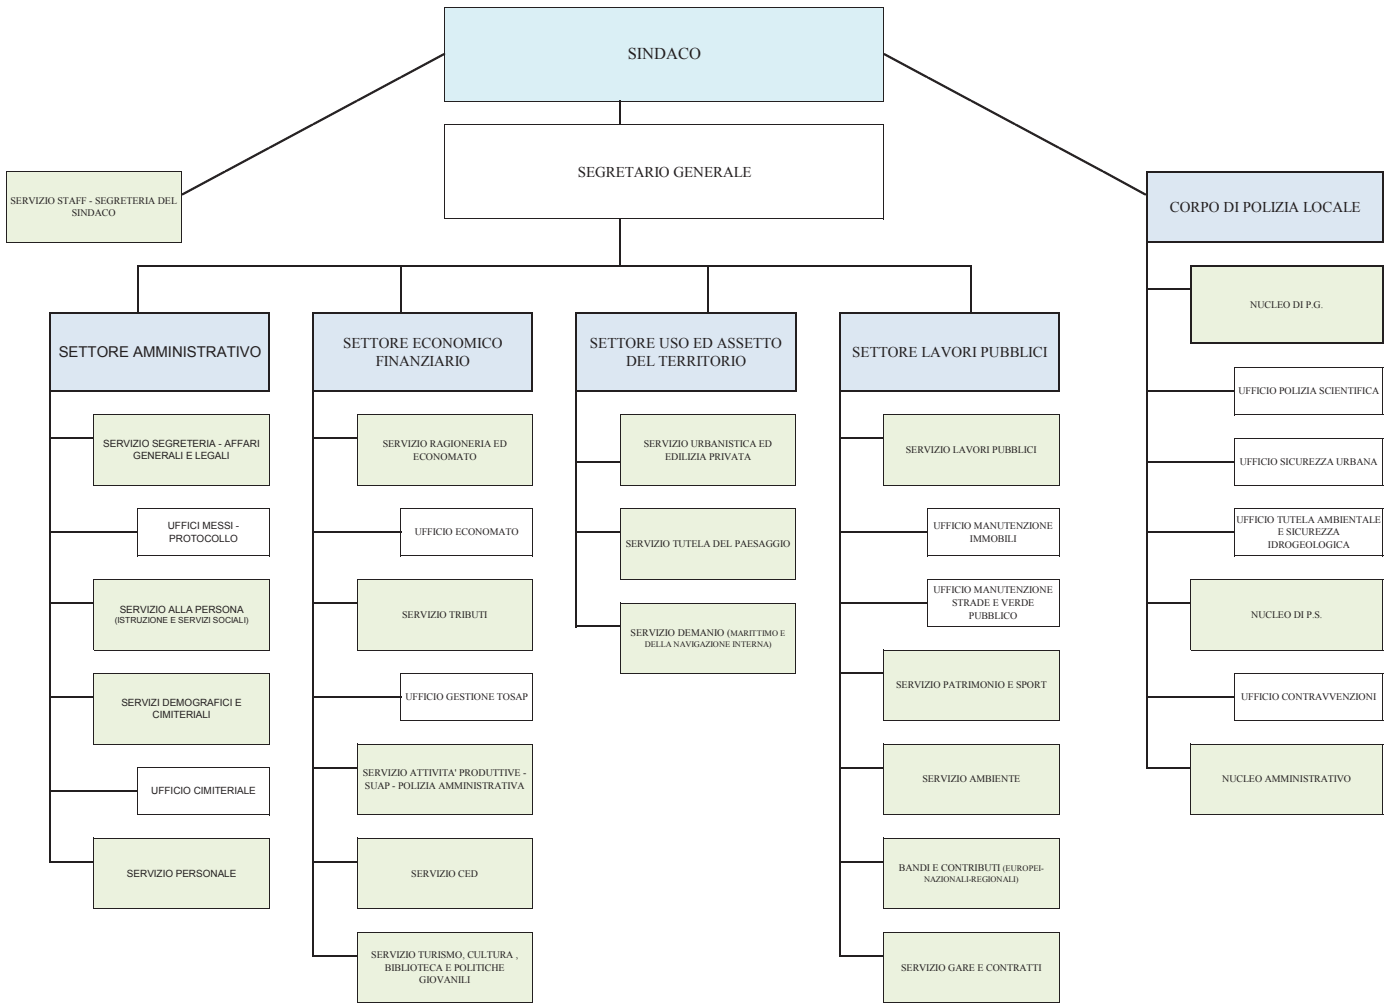 SINDACO
SEGRETARIO GENERALE
SERVIZIO STAFF - SEGRETERIA DEL
SINDACO
CORPO DI POLIZIA LOCALE
SETTORE AMMINISTRATIVO
SERVIZIO SEGRETERIA - AFFARI
GENERALI E LEGALI
UFFICI MESSI -
PROTOCOLLO
SERVIZIO ALLA PERSONA
(ISTRUZIONE E SERVIZI SOCIALI)
SERVIZI DEMOGRAFICI E
CIMITERIALI
UFFICIO CIMITERIALE
SERVIZIO PERSONALE
SETTORE ECONOMICO
FINANZIARIO
SERVIZIO RAGIONERIA ED
ECONOMATO
UFFICIO ECONOMATO
SERVIZIO TRIBUTI
UFFICIO GESTIONE TOSAP
SERVIZIO ATTIVITA' PRODUTTIVE -
SUAP - POLIZIA AMMINISTRATIVA
SERVIZIO CED
SERVIZIO TURISMO, CULTURA ,
BIBLIOTECA E POLITICHE
GIOVANILI
SETTORE USO ED ASSETTO
DEL TERRITORIO
SERVIZIO URBANISTICA ED
EDILIZIA PRIVATA
SERVIZIO TUTELA DEL PAESAGGIO
SERVIZIO DEMANIO (MARITTIMO E
DELLA NAVIGAZIONE INTERNA)
SETTORE LAVORI PUBBLICI
SERVIZIO LAVORI PUBBLICI
UFFICIO MANUTENZIONE
IMMOBILI
UFFICIO MANUTENZIONE
STRADE E VERDE
PUBBLICO
SERVIZIO PATRIMONIO E SPORT
SERVIZIO AMBIENTE
BANDI E CONTRIBUTI (EUROPEI-
NAZIONALI-REGIONALI)
SERVIZIO GARE E CONTRATTI
NUCLEO DI P.G.
UFFICIO POLIZIA SCIENTIFICA
UFFICIO SICUREZZA URBANA
UFFICIO TUTELA AMBIENTALE
E SICUREZZA
IDROGEOLOGICA
NUCLEO DI P.S.
UFFICIO CONTRAVVENZIONI
NUCLEO AMMINISTRATIVO